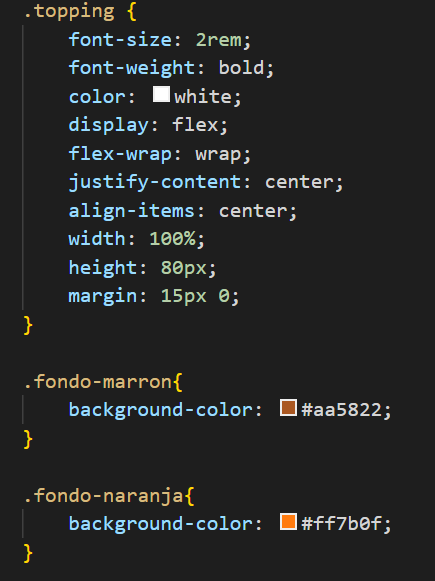 .topping {
    font-size: 2rem;
    font-weight: bold;
    color: white;
    display: flex;
    flex-wrap: wrap;
    justify-content: center;
    align-items: center;
    width: 100%;
    height: 80px;
    margin: 15px 0;
}

.fondo-marron{
    background-color: #aa5822;
}

.fondo-naranja{
    background-color: #ff7b0f;
}